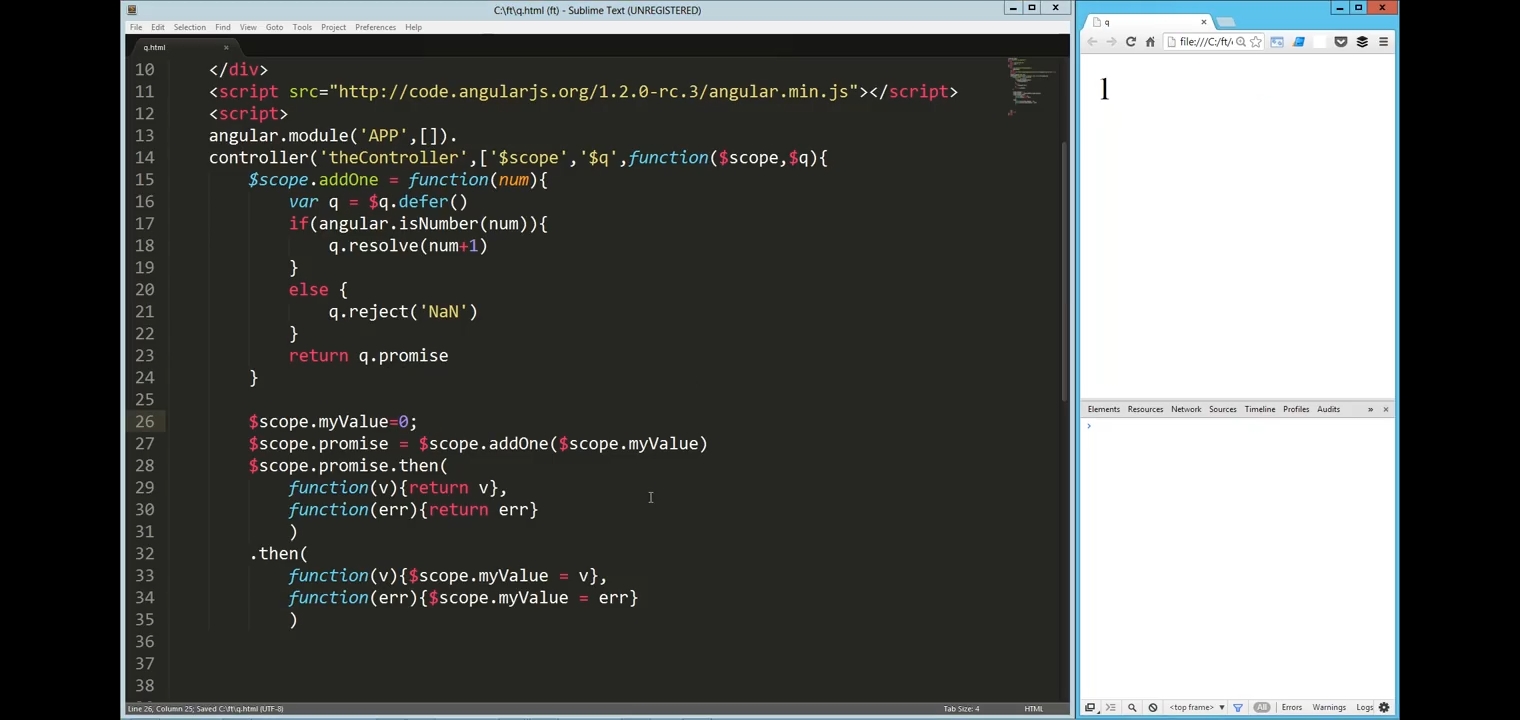 C:\ft\q.html (ft) - Sublime Text (UNREGISTERED)
File Edit Selection Find View Goto Tools Project Preferences Help
q.html
10 </div>
11 <script src="http://code.angularjs.org/1.2.0-rc.3/angular.min.js"></script>
12 <script>
13 angular.module('APP',[]).
14 controller('theController',['$scope','$q',function($scope,$q){
15 $scope.addOne = function(num){
16 var q = $q.defer()
17 if(angular.isNumber(num)){
18 q.resolve(num+1)
19 }
20 else {
21 q.reject('NaN')
22 }
23 return q.promise
24 }
25
26 $scope.myValue=0;
27 $scope.promise = $scope.addOne($scope.myValue)
28 $scope.promise.then(
29 function(v){return v},
30 function(err){return err}
31 )
32 .then(
33 function(v){$scope.myValue = v},
34 function(err){$scope.myValue = err}
35 )
36
37
38
Line 26, Column 25; Saved C:\ft\q.html (UTF-8) Tab Size: 4 HTML
q
file:///C:/ft/
1
Elements Resources Network Sources Timeline Profiles Audits »
<top frame> All Errors Warnings Logs